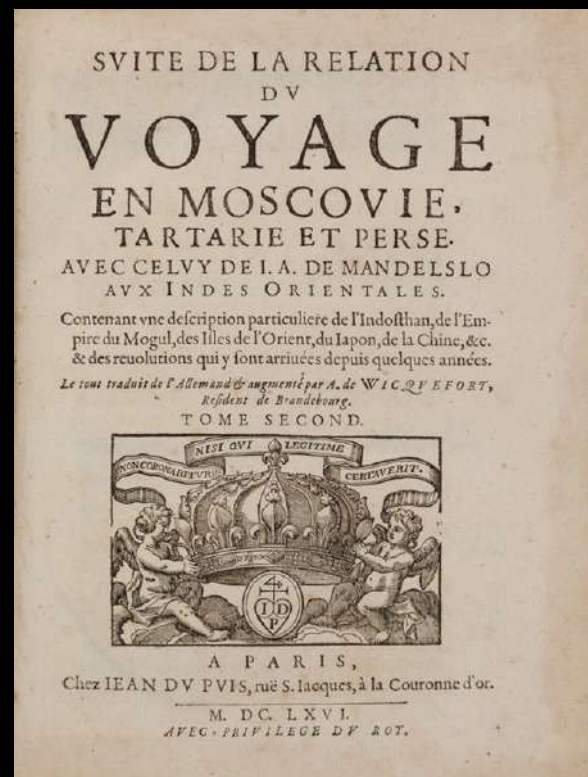 SVITE DE LA RELATION
DV
VOYAGE
EN MOSCOVIE,
TARTARIE ET PERSE.
AVEC CELVY DE I. A. DE MANDELSLO
AVX INDES ORIENTALES.
Contenant vne deſcription particuliere de l'Indoſthan, de l'Em-
pire du Mogul, des Iſles de l'Orient, du Iapon, de la Chine, &c.
& des reuolutions qui y ſont arriuées depuis quelques années.
Le tout traduit de l'Allemand & augmenté par A. de WICQVEFORT,
Reſident de Brandebourg.
TOME SECOND.
NON CORONABITVR
NISI QVI LEGITIME
CERTAVERIT.
I D
P
A PARIS,
Chez IEAN DV PVIS, ruë S. Iacques, à la Couronne d'or.
M. DC. LXVI.
AVEC PRIVILEGE DV ROY.